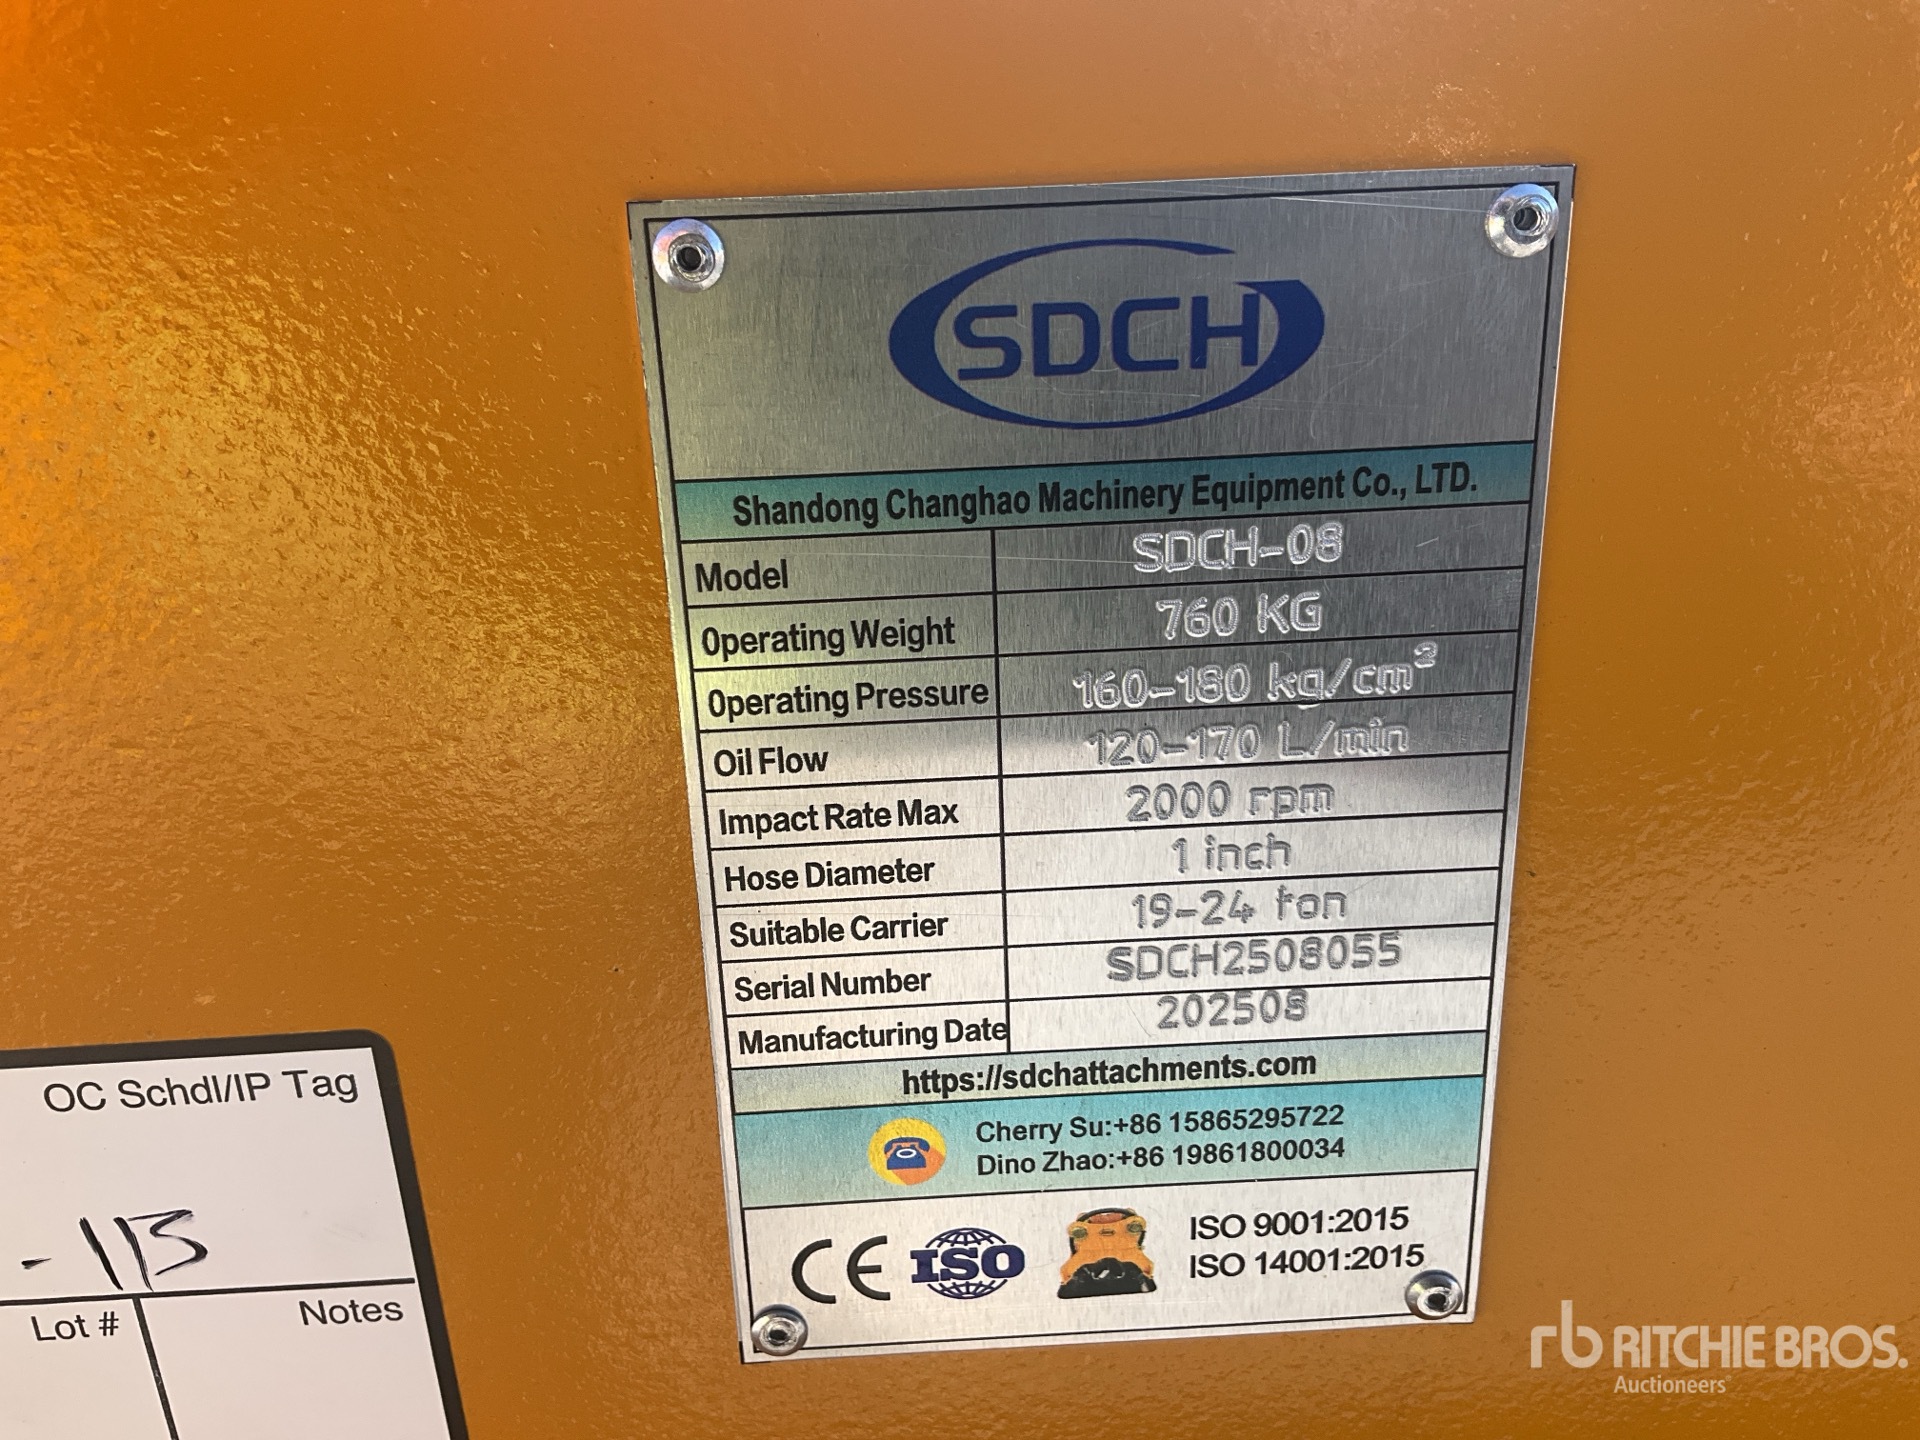 SDCH
Shandong Changhao Machinery Equipment Co., LTD.
Model SDCH-08
Operating Weight 760 KG
Operating Pressure 160-180 kg/cm²
Oil Flow 120-170 L/min
Impact Rate Max 2000 rpm
Hose Diameter 1 inch
Suitable Carrier 19-24 ton
Serial Number SDCH2508055
Manufacturing Date 202508
https://sdchattachments.com
Cherry Su:+86 15865295722
Dino Zhao:+86 19861800034
CE ISO
ISO 9001:2015
ISO 14001:2015
OC Schdl/IP Tag
Lot # Notes
rb RITCHIE BROS.
Auctioneers